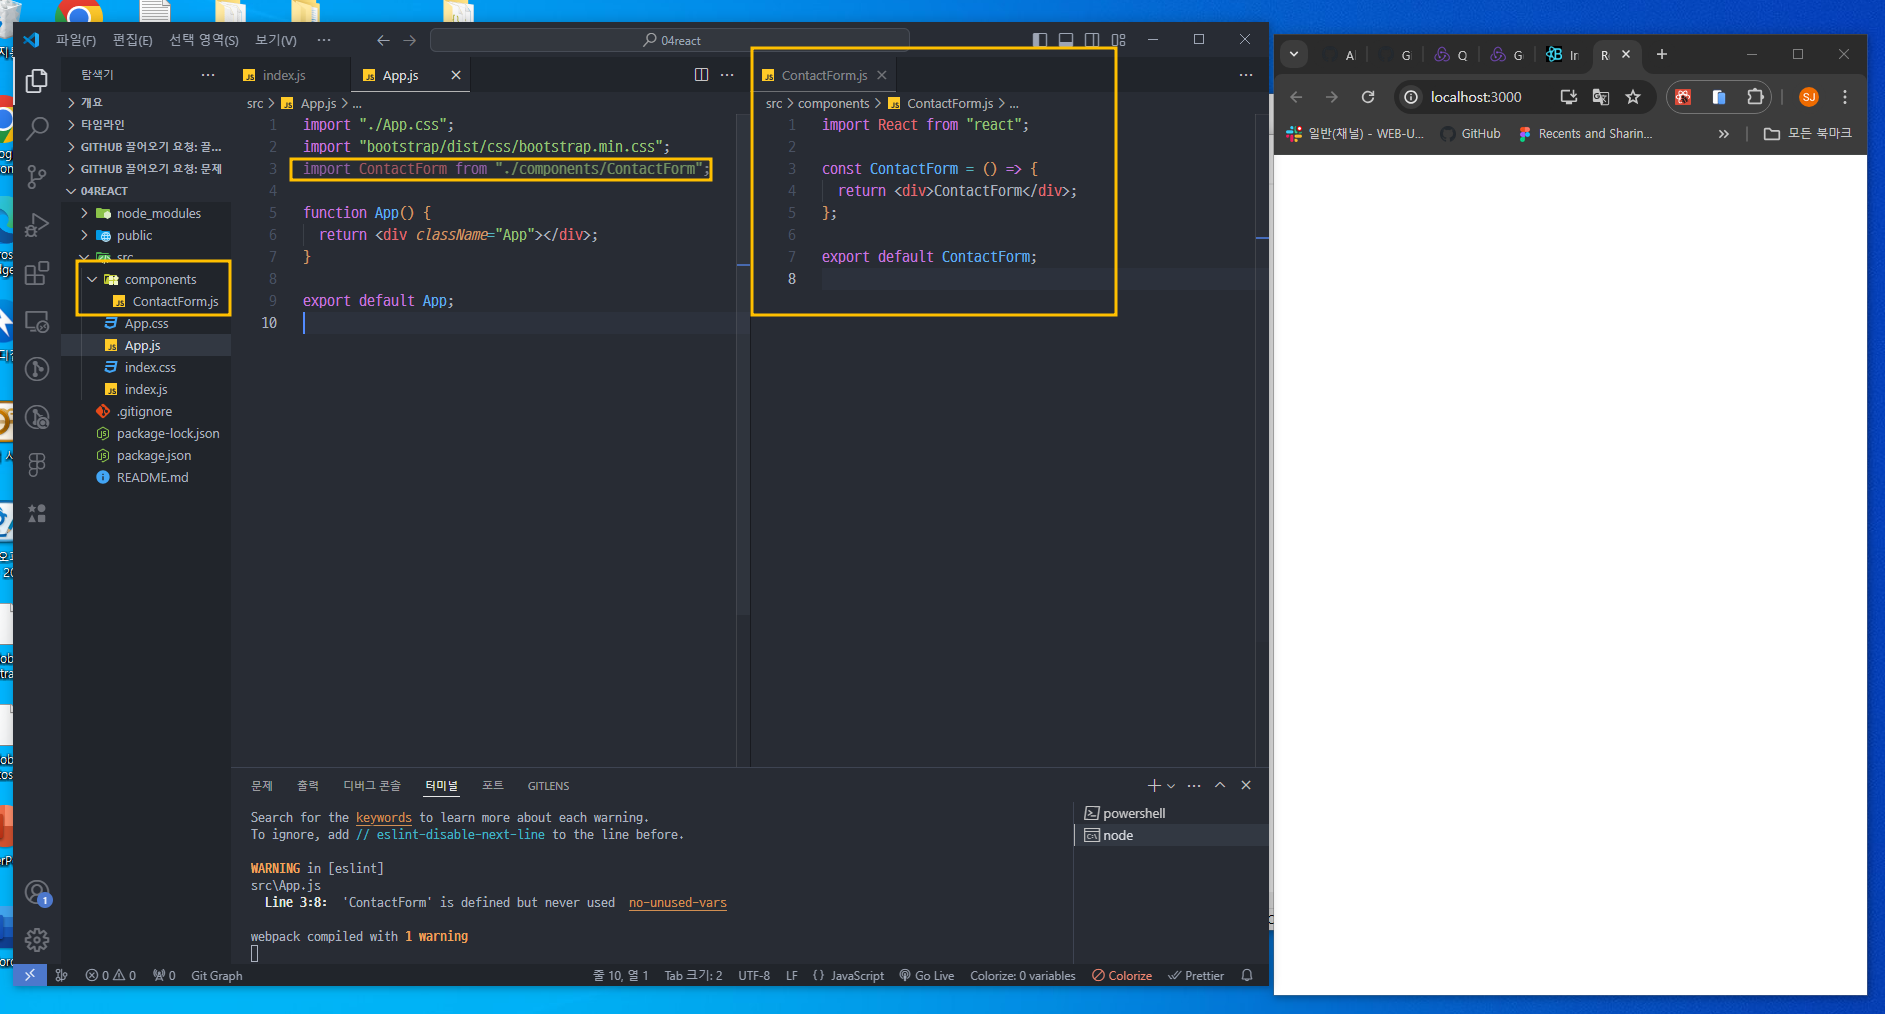 파일(F) 편집(E) 선택 영역(S) 보기(V) ··· 04react
탐색기
개요
타임라인
GITHUB 끌어오기 요청: 끌...
GITHUB 끌어오기 요청: 문제
04REACT
node_modules
public
src
components
ContactForm.js
App.css
App.js
index.css
index.js
.gitignore
package-lock.json
package.json
README.md
index.js App.js
src > App.js > ...
1 import "./App.css";
2 import "bootstrap/dist/css/bootstrap.min.css";
3 import ContactForm from "./components/ContactForm";
4
5 function App() {
6 return <div className="App"></div>;
7 }
8
9 export default App;
10
ContactForm.js
src > components > ContactForm.js > ...
1 import React from "react";
2
3 const ContactForm = () => {
4 return <div>ContactForm</div>;
5 };
6
7 export default ContactForm;
8
문제 출력 디버그 콘솔 터미널 포트 GITLENS
Search for the keywords to learn more about each warning.
To ignore, add // eslint-disable-next-line to the line before.
WARNING in [eslint]
src\App.js
Line 3:8: 'ContactForm' is defined but never used no-unused-vars
webpack compiled with 1 warning
powershell
node
1
0 0 0 Git Graph 줄 10, 열 1 Tab 크기: 2 UTF-8 LF {} JavaScript Go Live Colorize: 0 variables Colorize Prettier
A G Q G In R
localhost:3000 SJ
일반(채널) - WEB-U... GitHub Recents and Sharin... » 모든 북마크